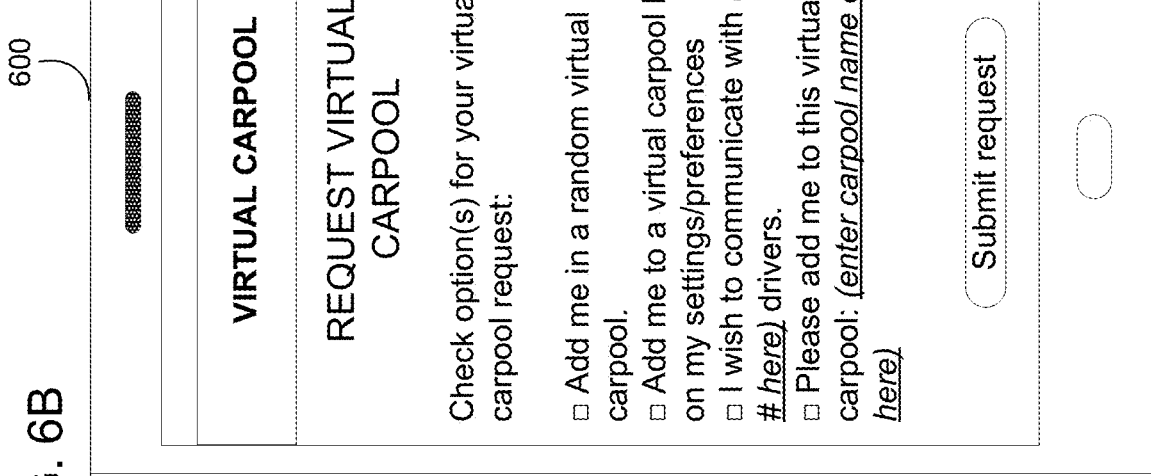 600
VIRTUAL CARPOOL
REQUEST VIRTUAL
CARPOOL
Check option(s) for your virtua
carpool request:
□ Add me in a random virtual
carpool.
□ Add me to a virtual carpool
on my settings/preferences
□ I wish to communicate with
# here) drivers.
□ Please add me to this virtua
carpool: (enter carpool name
here)
Submit request
. 6B